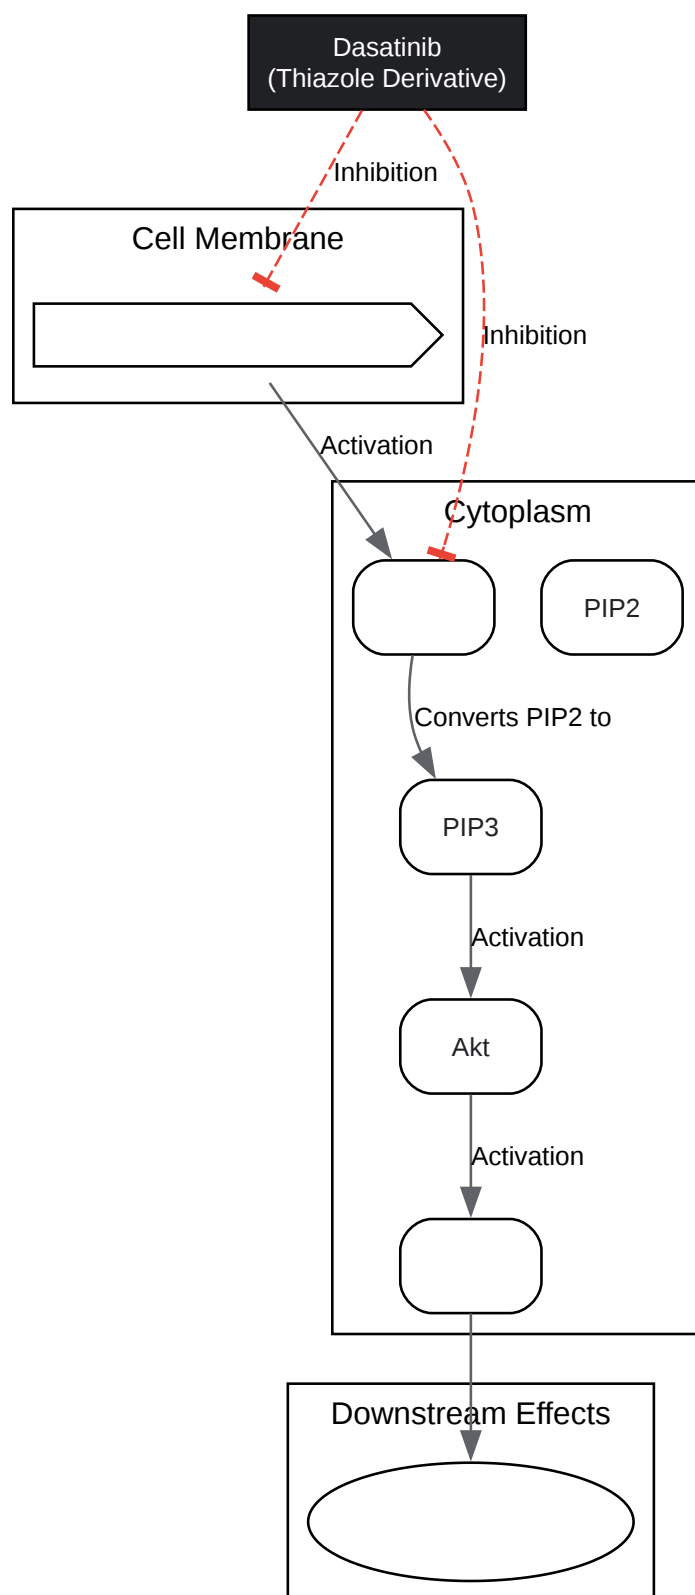 Dasatinib
(Thiazole Derivative)
Inhibition
Cell Membrane
Inhibition
Activation
Cytoplasm
PIP2
Converts PIP2 to
PIP3
Activation
Akt
Activation
Downstream Effects